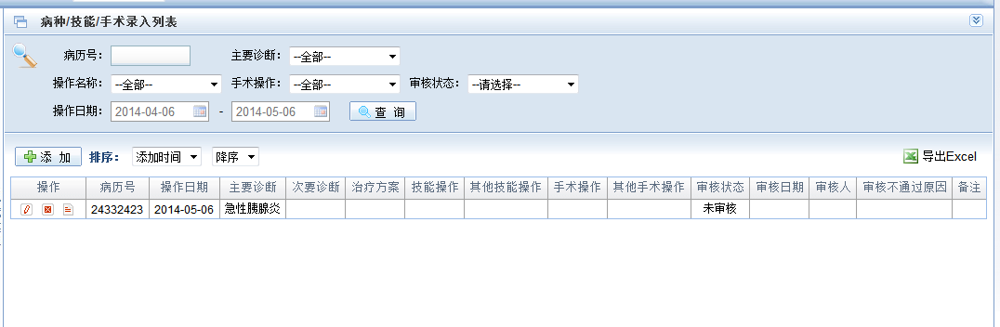 病种/技能/手术录入列表
病历号： 主要诊断： --全部--
操作名称： --全部-- 手术操作： --全部-- 审核状态： --请选择--
操作日期： 2014-04-06 - 2014-05-06 查 询
添 加 排序： 添加时间 降序 导出Excel
操作 病历号 操作日期 主要诊断 次要诊断 治疗方案 技能操作 其他技能操作 手术操作 其他手术操作 审核状态 审核日期 审核人 审核不通过原因 备注
24332423 2014-05-06 急性胰腺炎 未审核